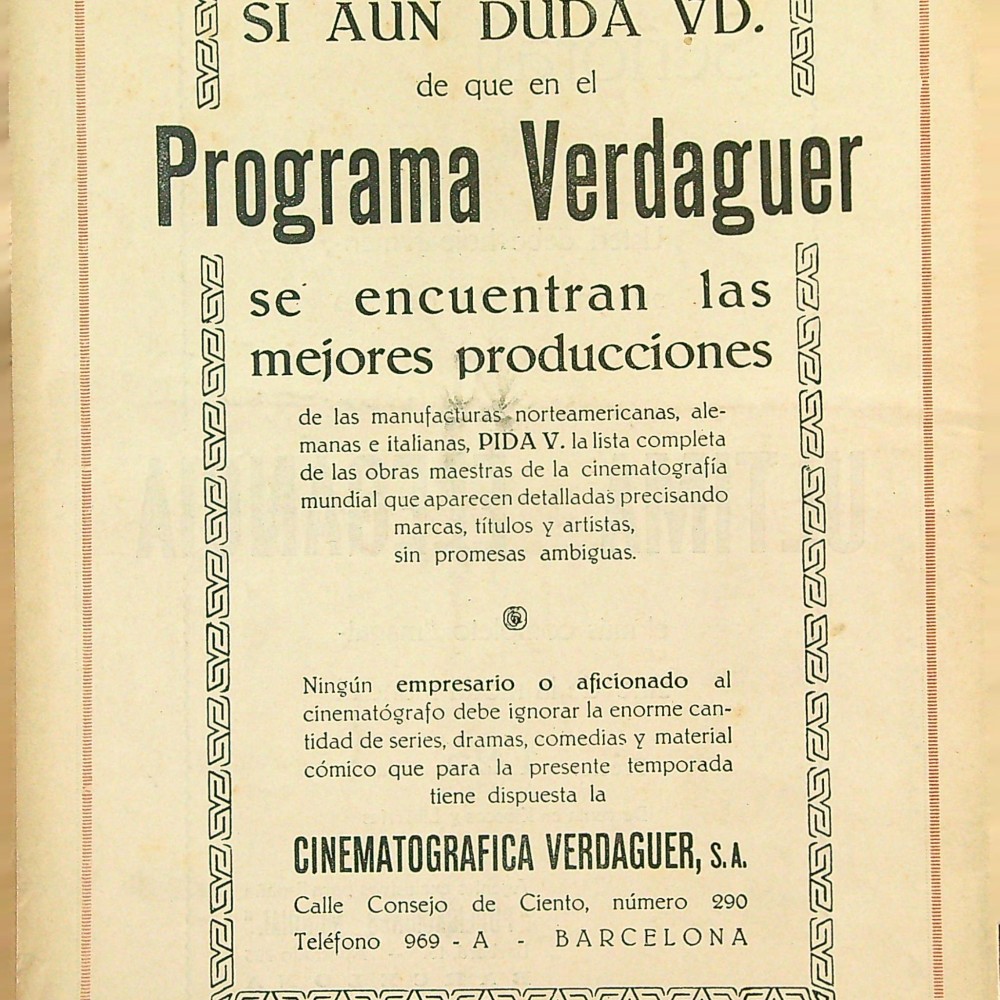 SI AUN DUDA VD.
de que en el
Programa Verdaguer
se encuentran las
mejores producciones
de las manufacturas norteamericanas, ale-
manas e italianas, PIDA V. la lista completa
de las obras maestras de la cinematografía
mundial que aparecen detalladas precisando
marcas, títulos y artistas,
sin promesas ambiguas.
Ningún empresario o aficionado al
cinematógrafo debe ignorar la enorme can-
tidad de series, dramas, comedias y material
cómico que para la presente temporada
tiene dispuesta la
CINEMATOGRAFICA VERDAGUER, S. A.
Calle Consejo de Ciento, número 290
Teléfono 969 - A - BARCELONA